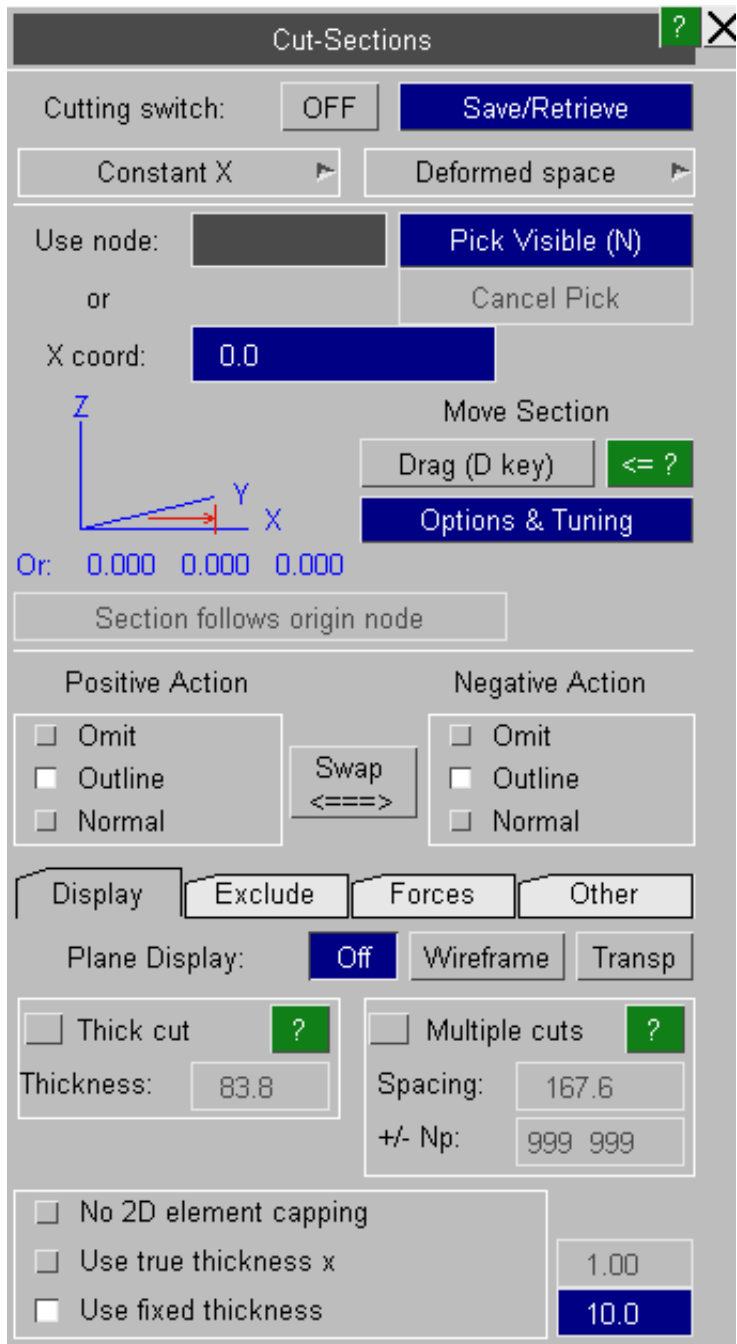 Cut-Sections ? X
Cutting switch: OFF Save/Retrieve
Constant X Deformed space
Use node: Pick Visible (N)
or Cancel Pick
X coord: 0.0
Z Move Section
Drag (D key) <= ?
Y
X Options & Tuning
Or: 0.000 0.000 0.000
Section follows origin node
Positive Action Negative Action
Omit Omit
Outline Swap Outline
<===>
Normal Normal
Display Exclude Forces Other
Plane Display: Off Wireframe Transp
Thick cut ? Multiple cuts ?
Thickness: 83.8 Spacing: 167.6
+/- Np: 999 999
No 2D element capping
Use true thickness x 1.00
Use fixed thickness 10.0